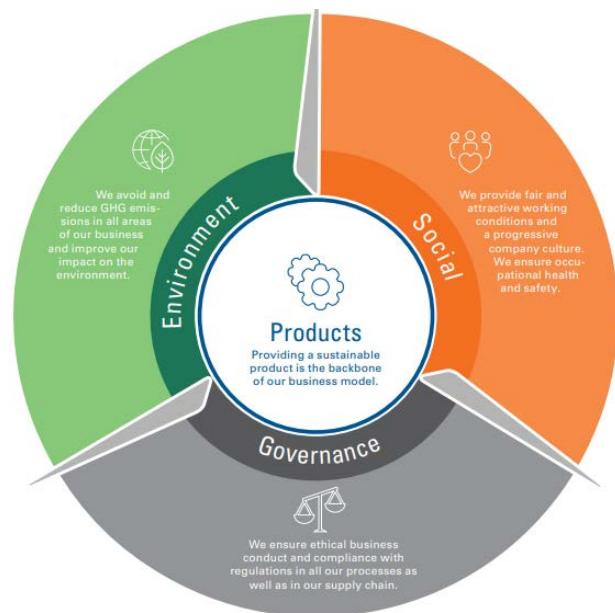 We avoid and
reduce GHG emis-
sions in all areas
of our business
and improve our
impact on the
environment.
Environment
We provide fair and
attractive working
conditions and
a progressive
company culture.
We ensure occu-
pational health
and safety.
Social
Products
Providing a sustainable
product is the backbone
of our business model.
Governance
We ensure ethical business
conduct and compliance with
regulations in all our processes as
well as in our supply chain.